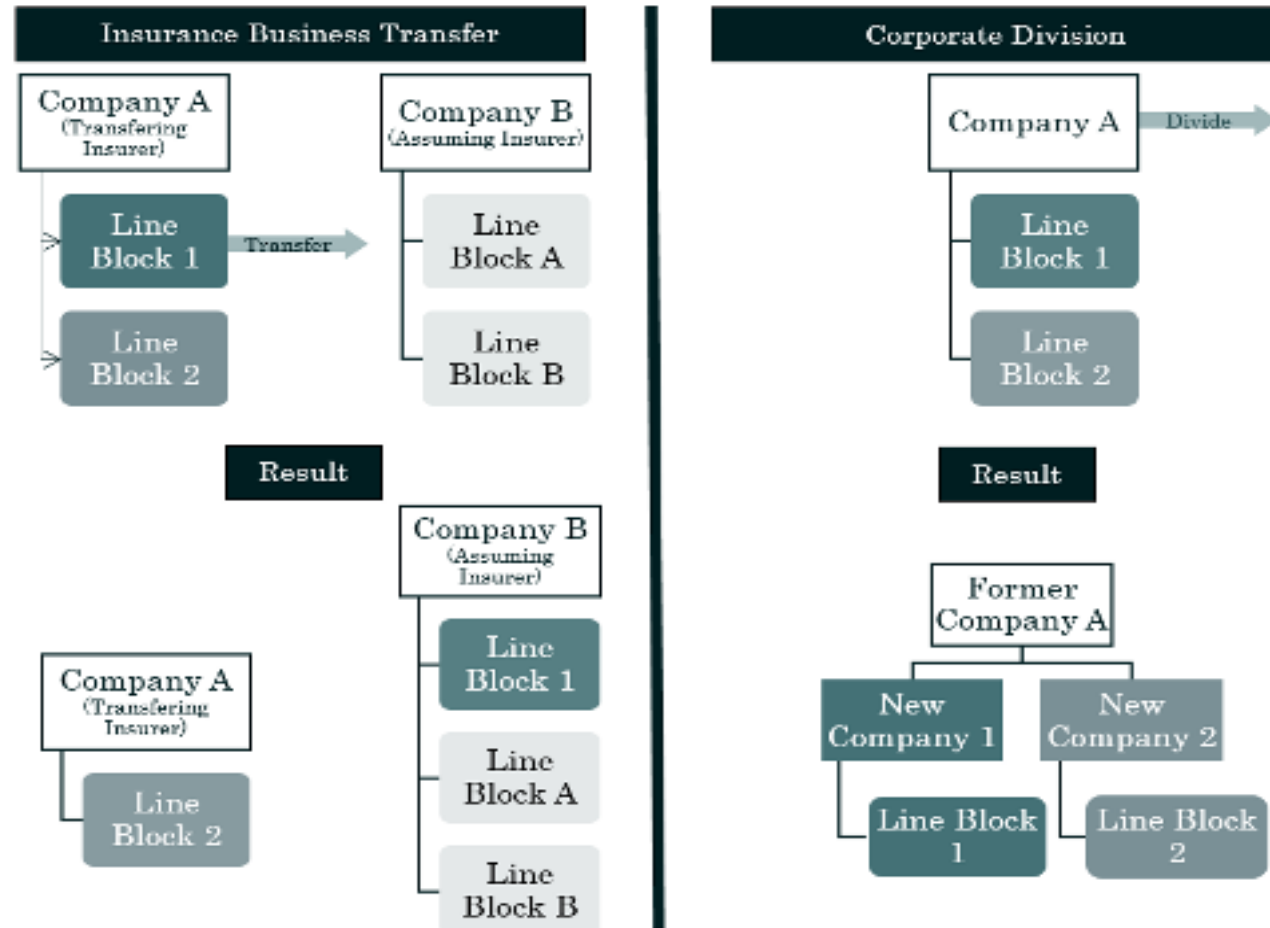 Insurance Business Transfer
Company A
(Transfering
Insurer)
Line
Block 1
Transfer
Line
Block 2
Company B
(Assuming Insurer)
Line
Block A
Line
Block B
Result
Company A
(Transfering
Insurer)
Line
Block 2
Company B
(Assuming
Insurer)
Line
Block 1
Line
Block A
Line
Block B
Corporate Division
Company A
Divide
Line
Block 1
Line
Block 2
Result
Former
Company A
New
Company 1
New
Company 2
Line Block
1
Line Block
2